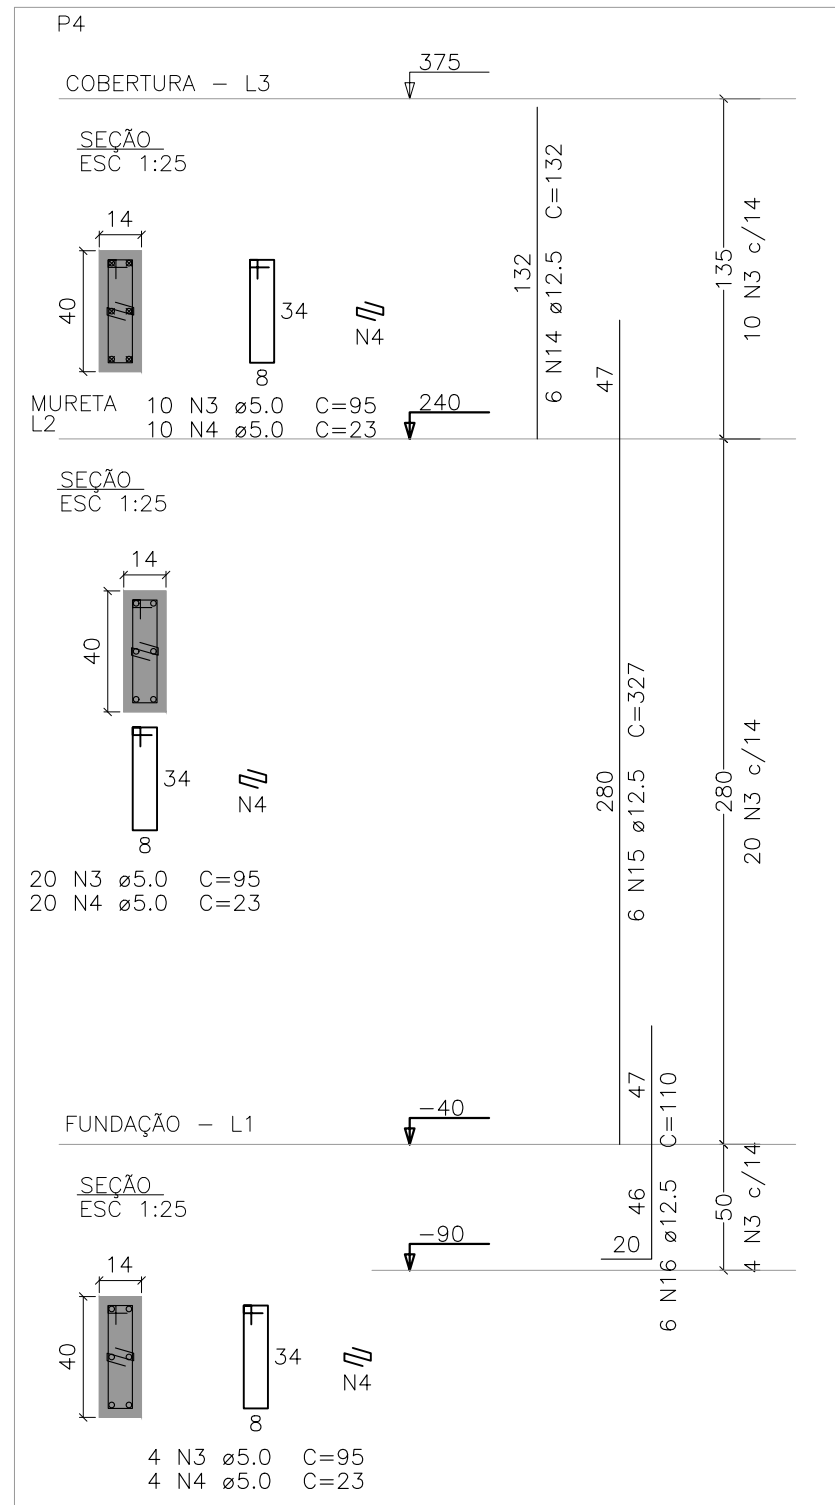 P4
375
COBERTURA - L3
SEÇÃO
ESC 1:25
14
40
34
8
N4
132
6 N14 ø12.5 C=132
135
10 N3 c/14
47
MURETA
L2
10 N3 ø5.0 C=95
10 N4 ø5.0 C=23
240
SEÇÃO
ESC 1:25
14
40
34
8
N4
20 N3 ø5.0 C=95
20 N4 ø5.0 C=23
280
6 N15 ø12.5 C=327
280
20 N3 c/14
47
-40
FUNDAÇÃO - L1
SEÇÃO
ESC 1:25
-90
46
20
6 N16 ø12.5 C=110
50
4 N3 c/14
14
40
34
8
N4
4 N3 ø5.0 C=95
4 N4 ø5.0 C=23